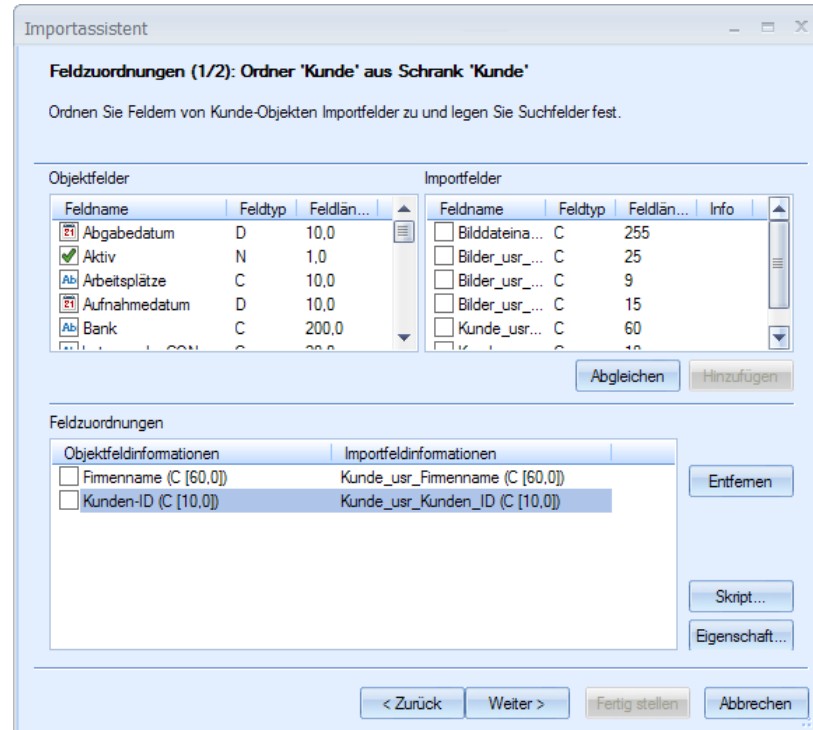 Importassistent
Feldzuordnungen (1/2): Ordner 'Kunde' aus Schrank 'Kunde'
Ordnen Sie Feldern von Kunde-Objekten Importfelder zu und legen Sie Suchfelder fest.
Objektfelder Importfelder
Feldname Feldtyp Feldlän... Feldname Feldtyp Feldlän... Info
Abgabedatum D 10,0 Bilddateina... C 255
Aktiv N 1,0 Bilder_usr_... C 25
Arbeitsplätze C 10,0 Bilder_usr_... C 9
Aufnahmedatum D 10,0 Bilder_usr_... C 15
Bank C 200,0 Kunde_usr... C 60
Abgleichen Hinzufügen
Feldzuordnungen
Objektfeldinformationen Importfeldinformationen
Firmenname (C [60,0]) Kunde_usr_Firmenname (C [60,0])
Kunden-ID (C [10,0]) Kunde_usr_Kunden_ID (C [10,0])
Entfernen
Skript...
Eigenschaft...
< Zurück Weiter > Fertig stellen Abbrechen